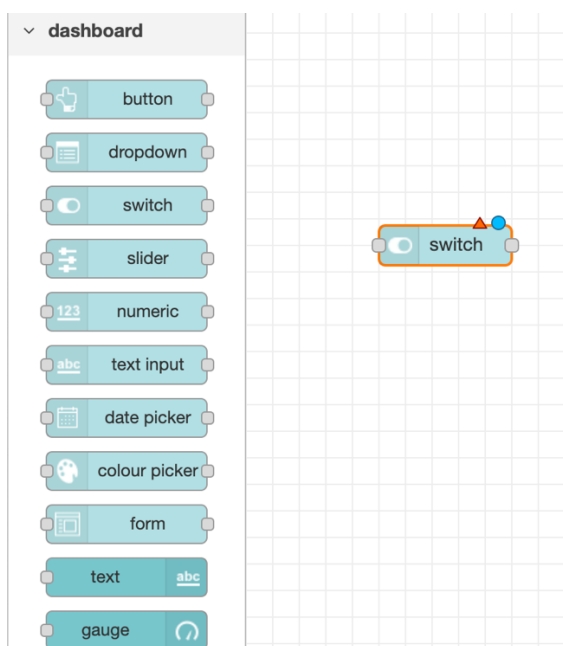 dashboard
button
dropdown
switch
switch
slider
123 numeric
abc text input
date picker
colour picker
form
text abc
gauge